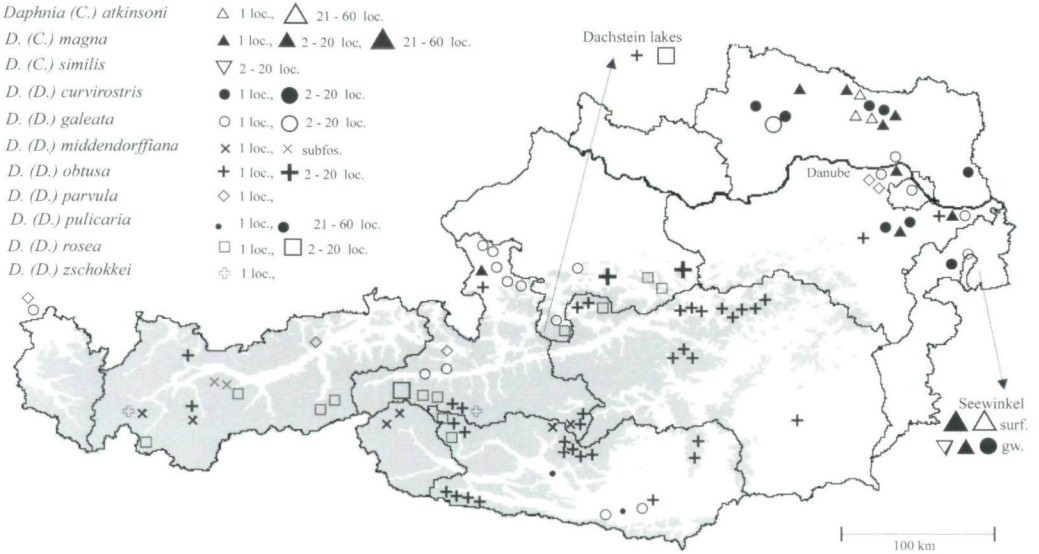 Daphnia (C.) atkinsoni 1 loc., 21 - 60 loc.
D. (C.) magna 1 loc., 2 - 20 loc, 21 - 60 loc.
D. (C.) similis 2 - 20 loc.
D. (D.) curvirostris 1 loc., 2 - 20 loc.
D. (D.) galeata 1 loc., 2 - 20 loc.
D. (D.) middendorffiana 1 loc., subfos.
D. (D.) obtusa 1 loc., 2 - 20 loc.
D. (D.) parvula 1 loc.,
D. (D.) pulicaria 1 loc., 21 - 60 loc.
D. (D.) rosea 1 loc., 2 - 20 loc.
D. (D.) zschokkei 1 loc.,
Dachstein lakes
Danube
Seewinkel
surf.
gw.
100 km